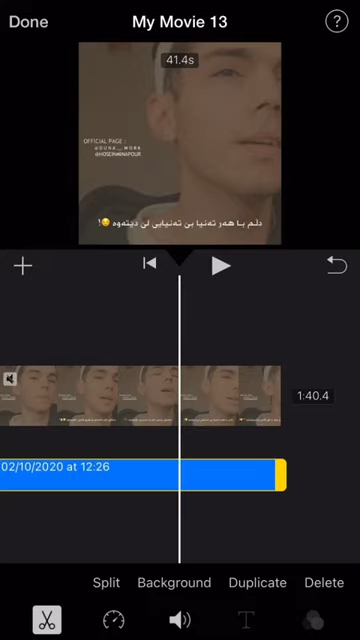 Done
My Movie 13
?
41.4s
OFFICIAL PAGE :
دڵم با هەر تەنیا بێ تەنیایی لێ دیتەوە !
1:40.4
02/10/2020 at 12:26
Split
Background
Duplicate
Delete
T